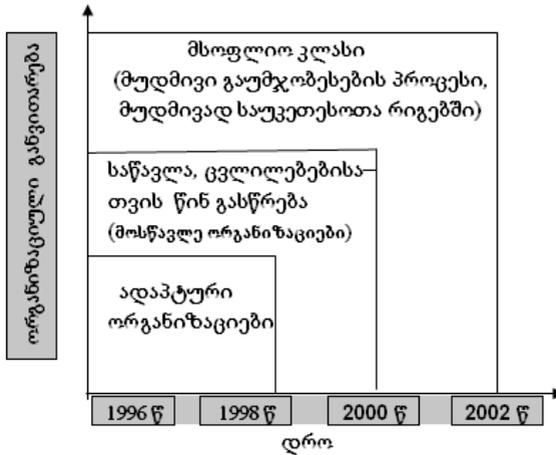 ორგანიზაციული განვითარება
მსოფლიო კლასი
(მუდმივი გაუმჯობესების პროცესი,
მუდმივად საუკეთესოთა რიგებში)
საწავლა, ცვლილებებისა-
თვის წინ გასწრება
(მოსწავლე ორგანიზაციები)
ადაპტური
ორგანიზაციები
1996 წ 1998 წ 2000 წ 2002 წ
დრო